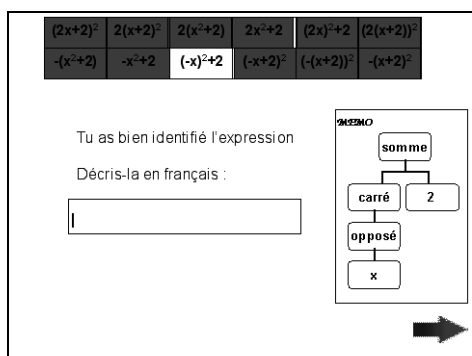 (2x+2)² 2(x+2)² 2(x²+2) 2x²+2 (2x)²+2 (2(x+2))²
-(x²+2) -x²+2 (-x)²+2 (-x+2)² (-(x+2))² -(x+2)²
Tu as bien identifié l'expression
Décris-la en français :
MEMO
somme
carré 2
opposé
x